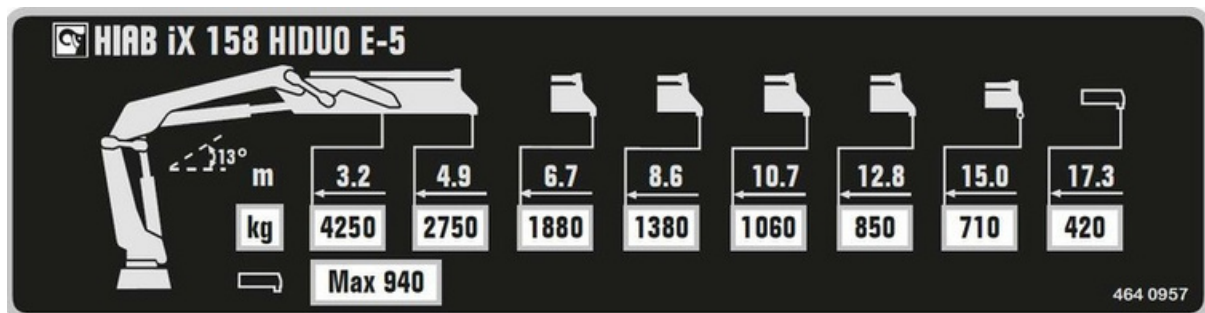 HIAB iX 158 HIDUO E-5
13°
m 3.2 4.9 6.7 8.6 10.7 12.8 15.0 17.3
kg 4250 2750 1880 1380 1060 850 710 420
Max 940
464 0957